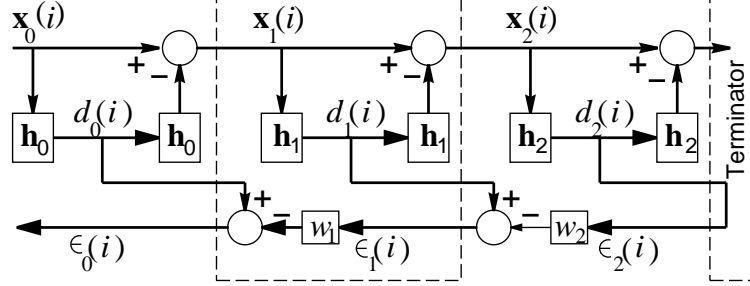 x₀(i) x₁(i) x₂(i)
+ − + − + −
h₀ d₀(i) h₀ h₁ d₁(i) h₁ h₂ d₂(i) h₂
Terminator
+ − w₁ + − w₂
∈₀(i) ∈₁(i) ∈₂(i)